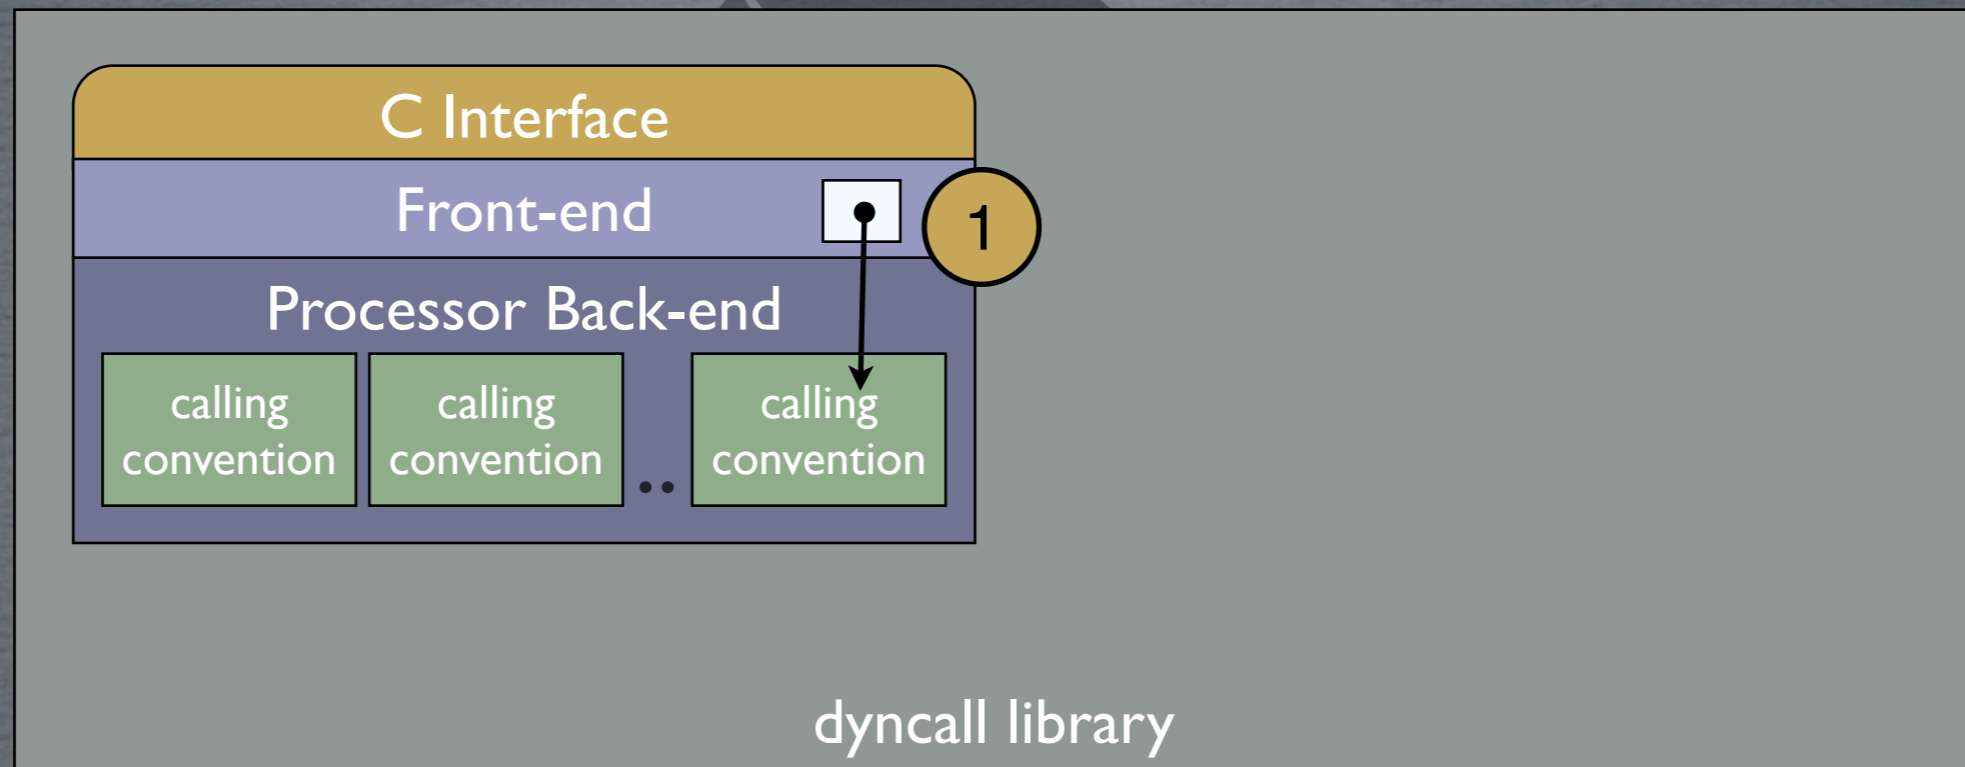 C Interface
Front-end
1
Processor Back-end
calling
convention
calling
convention
..
calling
convention
dyncall library